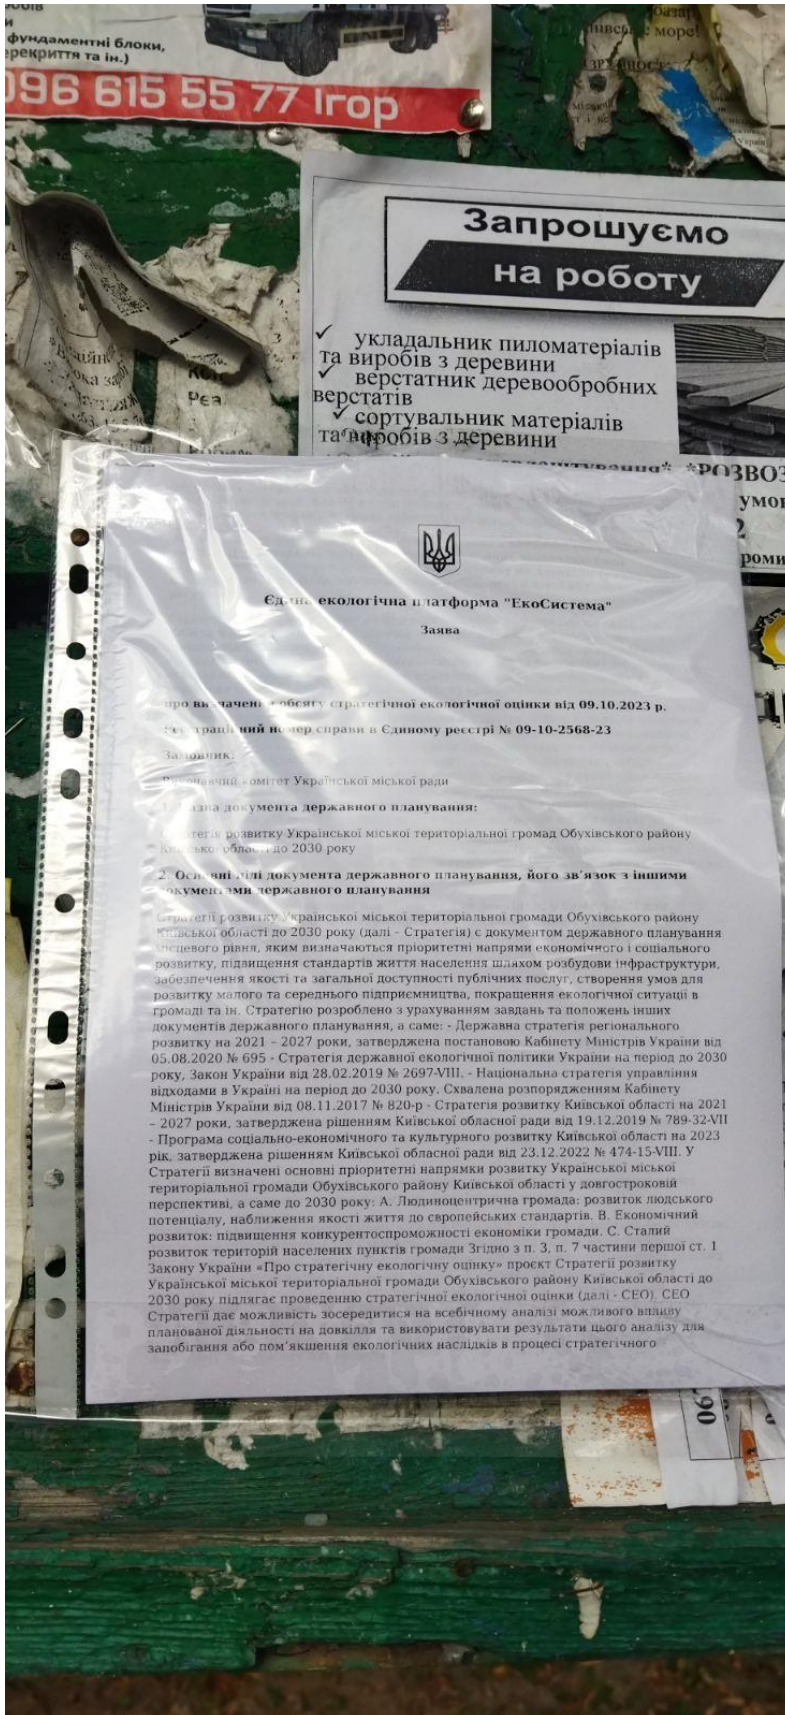 фундаментні блоки,
ерекриття та ін.)
096 615 55 77 Ігор
базар,
море!
Запрошуємо
на роботу
✓ укладальник пиломатеріалів
та виробів з деревини
✓ верстатник деревообробних
верстатів
✓ сортувальник матеріалів
та виробів з деревини
*РОЗВОЗ
умов
Єдина екологічна платформа "ЕкоСистема"
Заява
про визначення обсягу стратегічної екологічної оцінки від 09.10.2023 р.
Реєстраційний номер справи в Єдиному реєстрі № 09-10-2568-23
Замовник:
Виконавчий комітет Української міської ради
1. Назва документа державного планування:
Стратегія розвитку Української міської територіальної громад Обухівського району
Київської області до 2030 року
2. Основні цілі документа державного планування, його зв’язок з іншими
документами державного планування
Стратегії розвитку Української міської територіальної громади Обухівського району
Київської області до 2030 року (далі – Стратегія) є документом державного планування
місцевого рівня, яким визначаються пріоритетні напрями економічного і соціального
розвитку, підвищення стандартів життя населення шляхом розбудови інфраструктури,
забезпечення якості та загальної доступності публічних послуг, створення умов для
розвитку малого та середнього підприємництва, покращення екологічної ситуації в
громаді та ін. Стратегію розроблено з урахуванням завдань та положень інших
документів державного планування, а саме: - Державна стратегія регіонального
розвитку на 2021 – 2027 роки, затверджена постановою Кабінету Міністрів України від
05.08.2020 № 695 - Стратегія державної екологічної політики України на період до 2030
року, Закон України від 28.02.2019 № 2697-VIII. - Національна стратегія управління
відходами в Україні на період до 2030 року. Схвалена розпорядженням Кабінету
Міністрів України від 08.11.2017 № 820-р - Стратегія розвитку Київської області на 2021
– 2027 роки, затверджена рішенням Київської обласної ради від 19.12.2019 № 789-32-VII
- Програма соціально-економічного та культурного розвитку Київської області на 2023
рік, затверджена рішенням Київської обласної ради від 23.12.2022 № 474-15-VIII. У
Стратегії визначені основні пріоритетні напрямки розвитку Української міської
територіальної громади Обухівського району Київської області у довгостроковій
перспективі, а саме до 2030 року: А. Людиноцентрична громада: розвиток людського
потенціалу, наближення якості життя до європейських стандартів. В. Економічний
розвиток: підвищення конкурентоспроможності економіки громади. С. Сталий
розвиток територій населених пунктів громади Згідно з п. 3, п. 7 частини першої ст. 1
Закону України «Про стратегічну екологічну оцінку» проєкт Стратегії розвитку
Української міської територіальної громади Обухівського району Київської області до
2030 року підлягає проведенню стратегічної екологічної оцінки (далі - СЕО). СЕО
Стратегії дає можливість зосередитися на всебічному аналізі можливого впливу
планованої діяльності на довкілля та використовувати результати цього аналізу для
запобігання або пом’якшення екологічних наслідків в процесі стратегічного